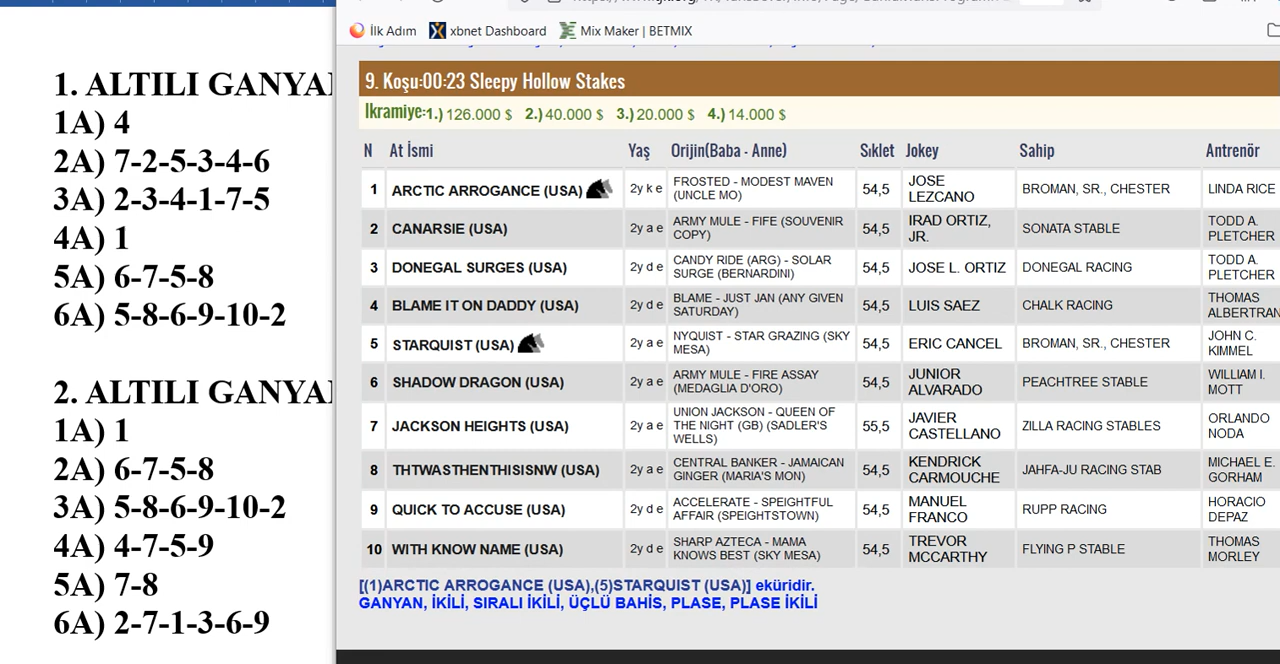 1. ALTILI GANYAN
1A) 4
2A) 7-2-5-3-4-6
3A) 2-3-4-1-7-5
4A) 1
5A) 6-7-5-8
6A) 5-8-6-9-10-2
2. ALTILI GANYAN
1A) 1
2A) 6-7-5-8
3A) 5-8-6-9-10-2
4A) 4-7-5-9
5A) 7-8
6A) 2-7-1-3-6-9
İlk Adım xbnet Dashboard Mix Maker | BETMIX
9. Koşu:00:23 Sleepy Hollow Stakes
Ikramiye:1.) 126.000 $ 2.) 40.000 $ 3.) 20.000 $ 4.) 14.000 $
N At İsmi Yaş Orijin(Baba - Anne) Sıklet Jokey Sahip Antrenör
1 ARCTIC ARROGANCE (USA) 2y k e FROSTED - MODEST MAVEN (UNCLE MO) 54,5 JOSE LEZCANO BROMAN, SR., CHESTER LINDA RICE
2 CANARSIE (USA) 2y a e ARMY MULE - FIFE (SOUVENIR COPY) 54,5 IRAD ORTIZ, JR. SONATA STABLE TODD A. PLETCHER
3 DONEGAL SURGES (USA) 2y d e CANDY RIDE (ARG) - SOLAR SURGE (BERNARDINI) 54,5 JOSE L. ORTIZ DONEGAL RACING TODD A. PLETCHER
4 BLAME IT ON DADDY (USA) 2y d e BLAME - JUST JAN (ANY GIVEN SATURDAY) 54,5 LUIS SAEZ CHALK RACING THOMAS ALBERTRAN
5 STARQUIST (USA) 2y a e NYQUIST - STAR GRAZING (SKY MESA) 54,5 ERIC CANCEL BROMAN, SR., CHESTER JOHN C. KIMMEL
6 SHADOW DRAGON (USA) 2y a e ARMY MULE - FIRE ASSAY (MEDAGLIA D'ORO) 54,5 JUNIOR ALVARADO PEACHTREE STABLE WILLIAM I. MOTT
7 JACKSON HEIGHTS (USA) 2y a e UNION JACKSON - QUEEN OF THE NIGHT (GB) (SADLER'S WELLS) 55,5 JAVIER CASTELLANO ZILLA RACING STABLES ORLANDO NODA
8 THTWASTHENTHISISNW (USA) 2y a e CENTRAL BANKER - JAMAICAN GINGER (MARIA'S MON) 54,5 KENDRICK CARMOUCHE JAHFA-JU RACING STAB MICHAEL E. GORHAM
9 QUICK TO ACCUSE (USA) 2y d e ACCELERATE - SPEIGHTFUL AFFAIR (SPEIGHTSTOWN) 54,5 MANUEL FRANCO RUPP RACING HORACIO DEPAZ
10 WITH KNOW NAME (USA) 2y d e SHARP AZTECA - MAMA KNOWS BEST (SKY MESA) 54,5 TREVOR MCCARTHY FLYING P STABLE THOMAS MORLEY
[(1)ARCTIC ARROGANCE (USA),(5)STARQUIST (USA)] eküridir.
GANYAN, İKİLİ, SIRALI İKİLİ, ÜÇLÜ BAHİS, PLASE, PLASE İKİLİ